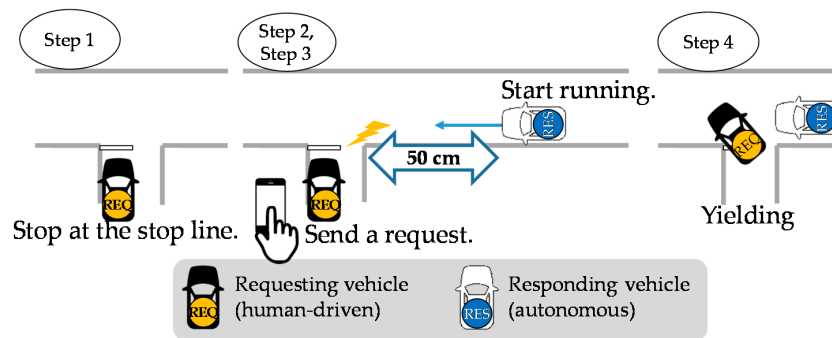 Step 1
Step 2,
Step 3
Step 4
Start running.
RES
RES
50 cm
REQ
REQ
REQ
Stop at the stop line.
Send a request.
Yielding
REQ
Requesting vehicle
(human-driven)
RES
Responding vehicle
(autonomous)